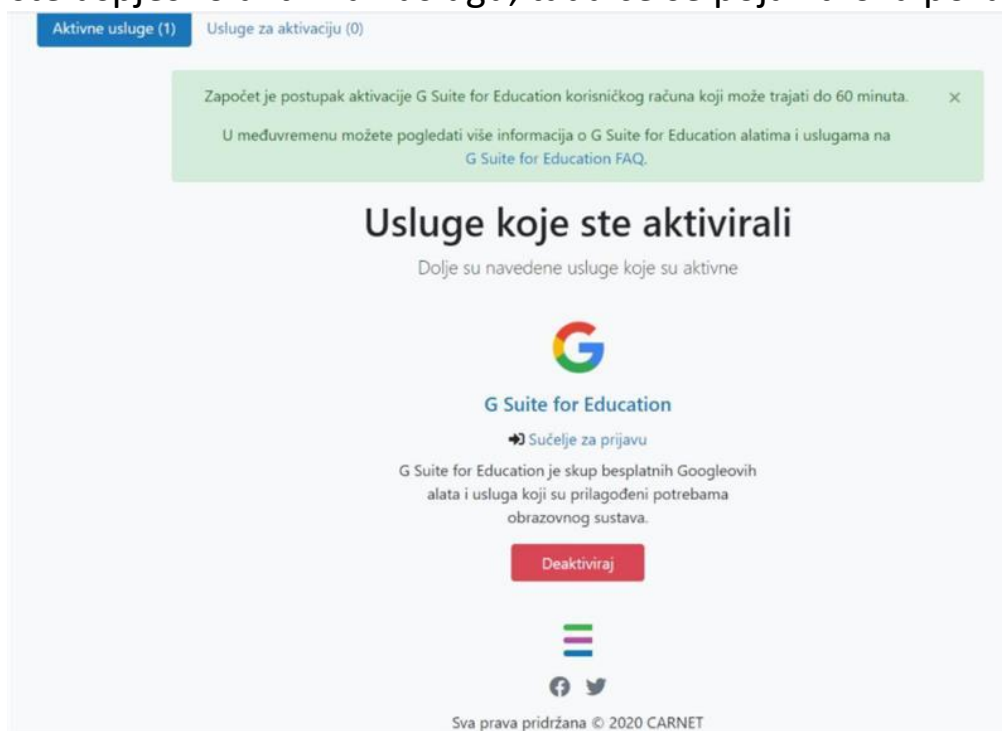 Aktivne usluge (1) Usluge za aktivaciju (0)
Započet je postupak aktivacije G Suite for Education korisničkog računa koji može trajati do 60 minuta. ×
U međuvremenu možete pogledati više informacija o G Suite for Education alatima i uslugama na
G Suite for Education FAQ.
Usluge koje ste aktivirali
Dolje su navedene usluge koje su aktivne
G Suite for Education
Sučelje za prijavu
G Suite for Education je skup besplatnih Googleovih
alata i usluga koji su prilagođeni potrebama
obrazovnog sustava.
Deaktiviraj
Sva prava pridržana © 2020 CARNET